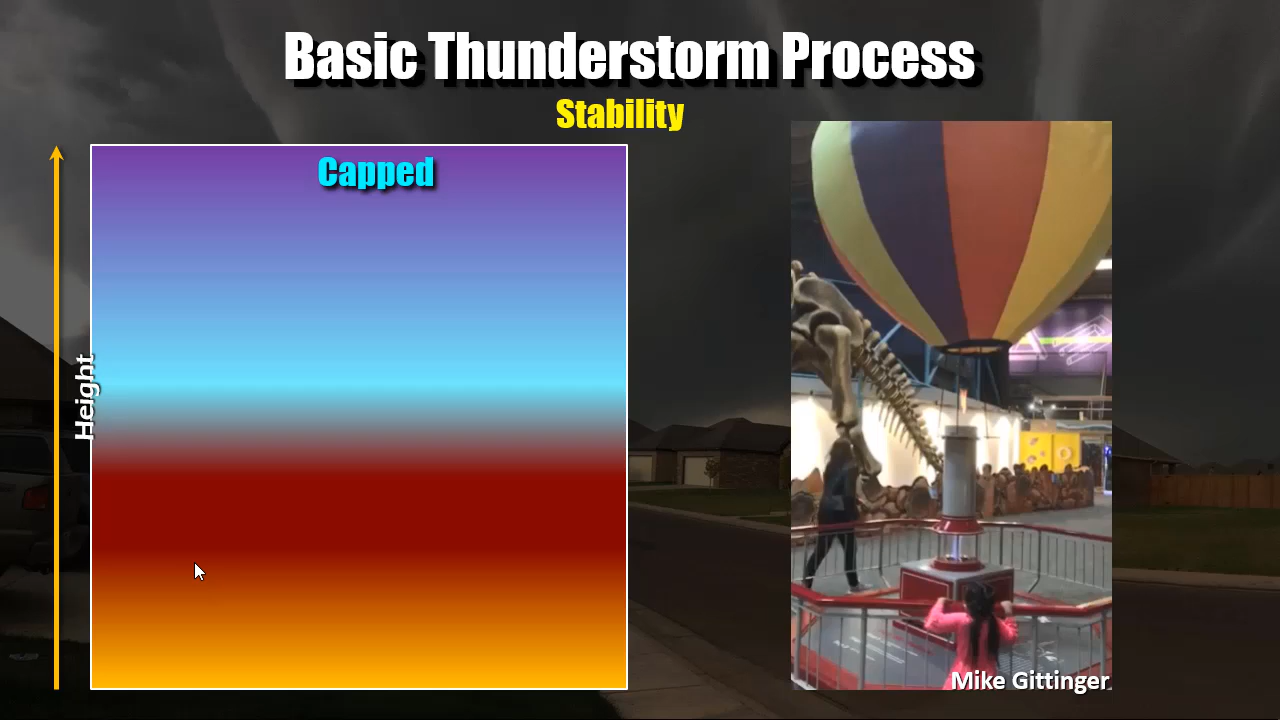 Basic Thunderstorm Process
Stability
Capped
Height
Mike Gittinger